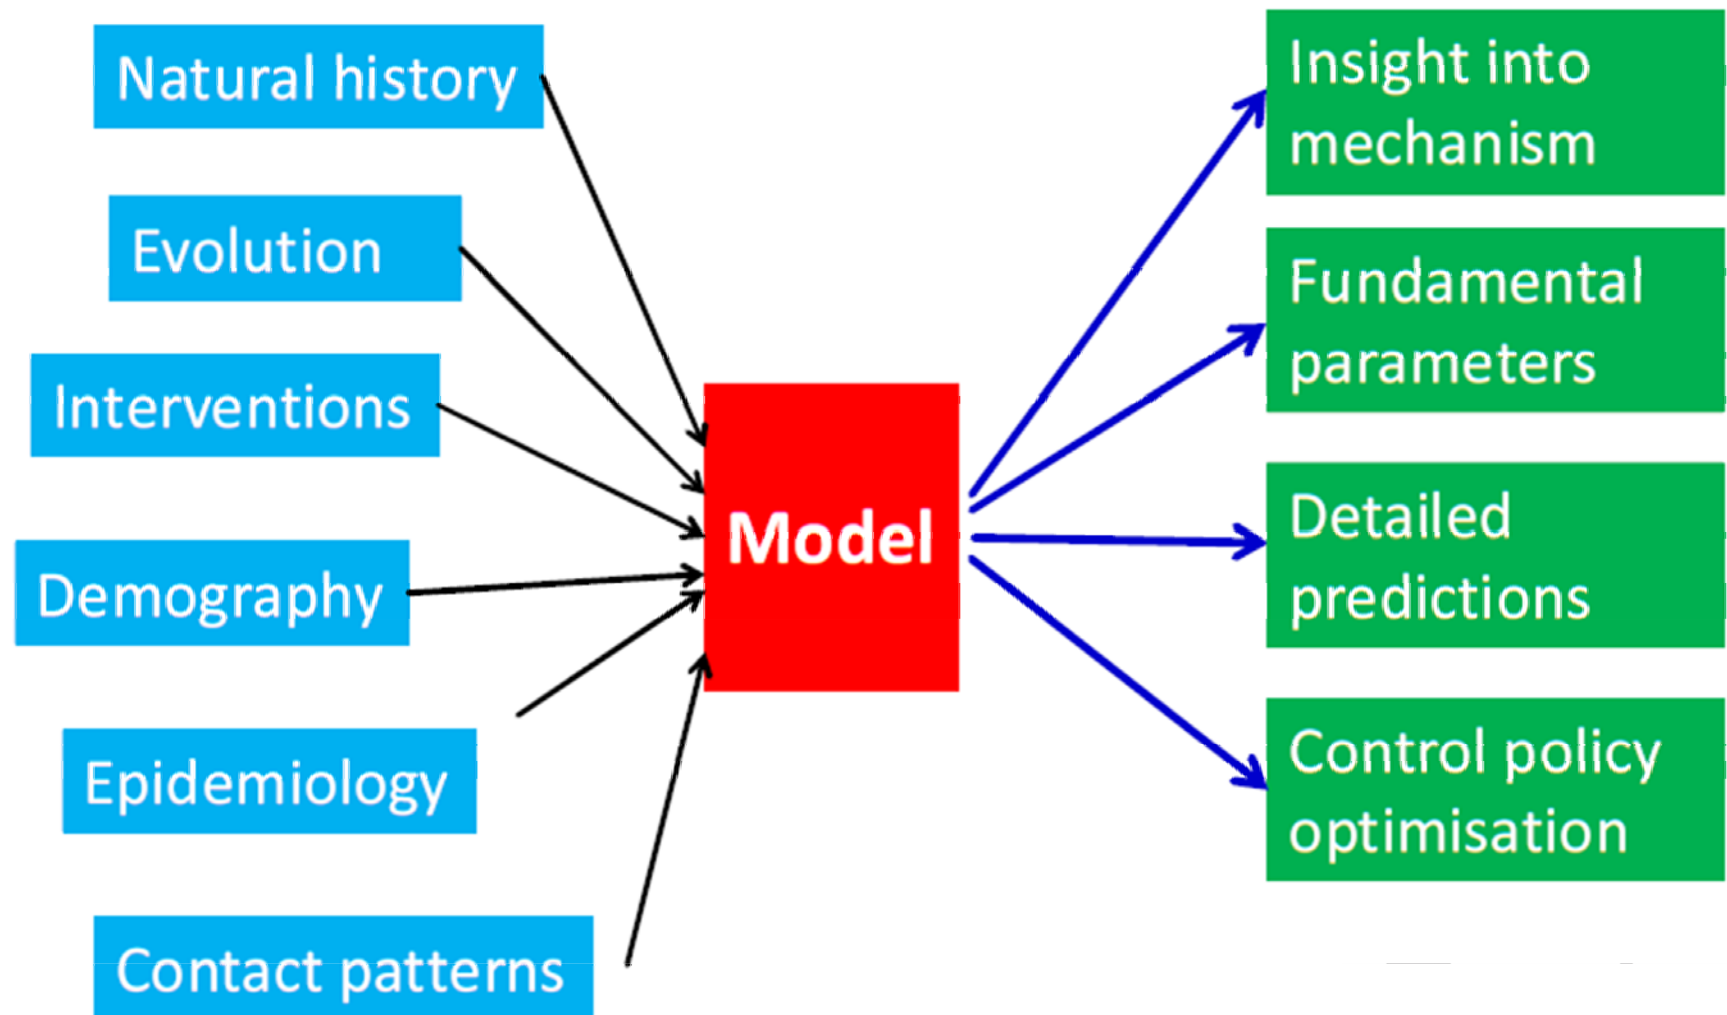 Natural history
Evolution
Interventions
Demography
Epidemiology
Contact patterns
Model
Insight into
mechanism
Fundamental
parameters
Detailed
predictions
Control policy
optimisation